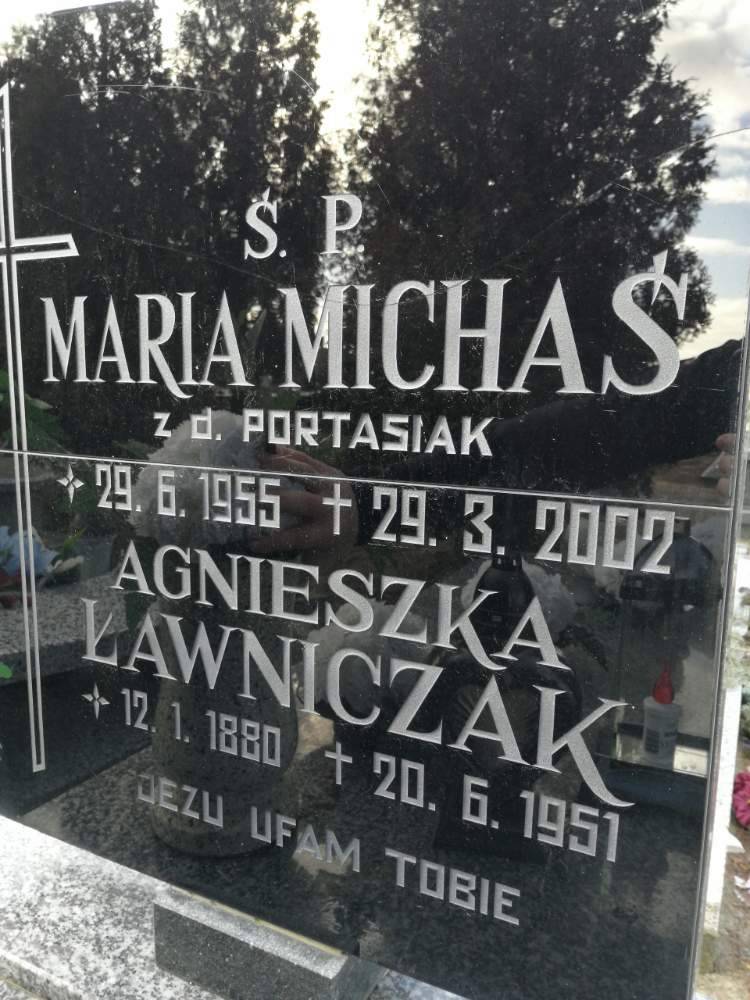 Ś. P
MARIA MICHAŚ
z d. PORTASIAK
29. 6. 1955 † 29. 3. 2002
AGNIESZKA
ŁAWNICZAK
12. 1. 1880 † 20. 6. 1951
JEZU UFAM TOBIE